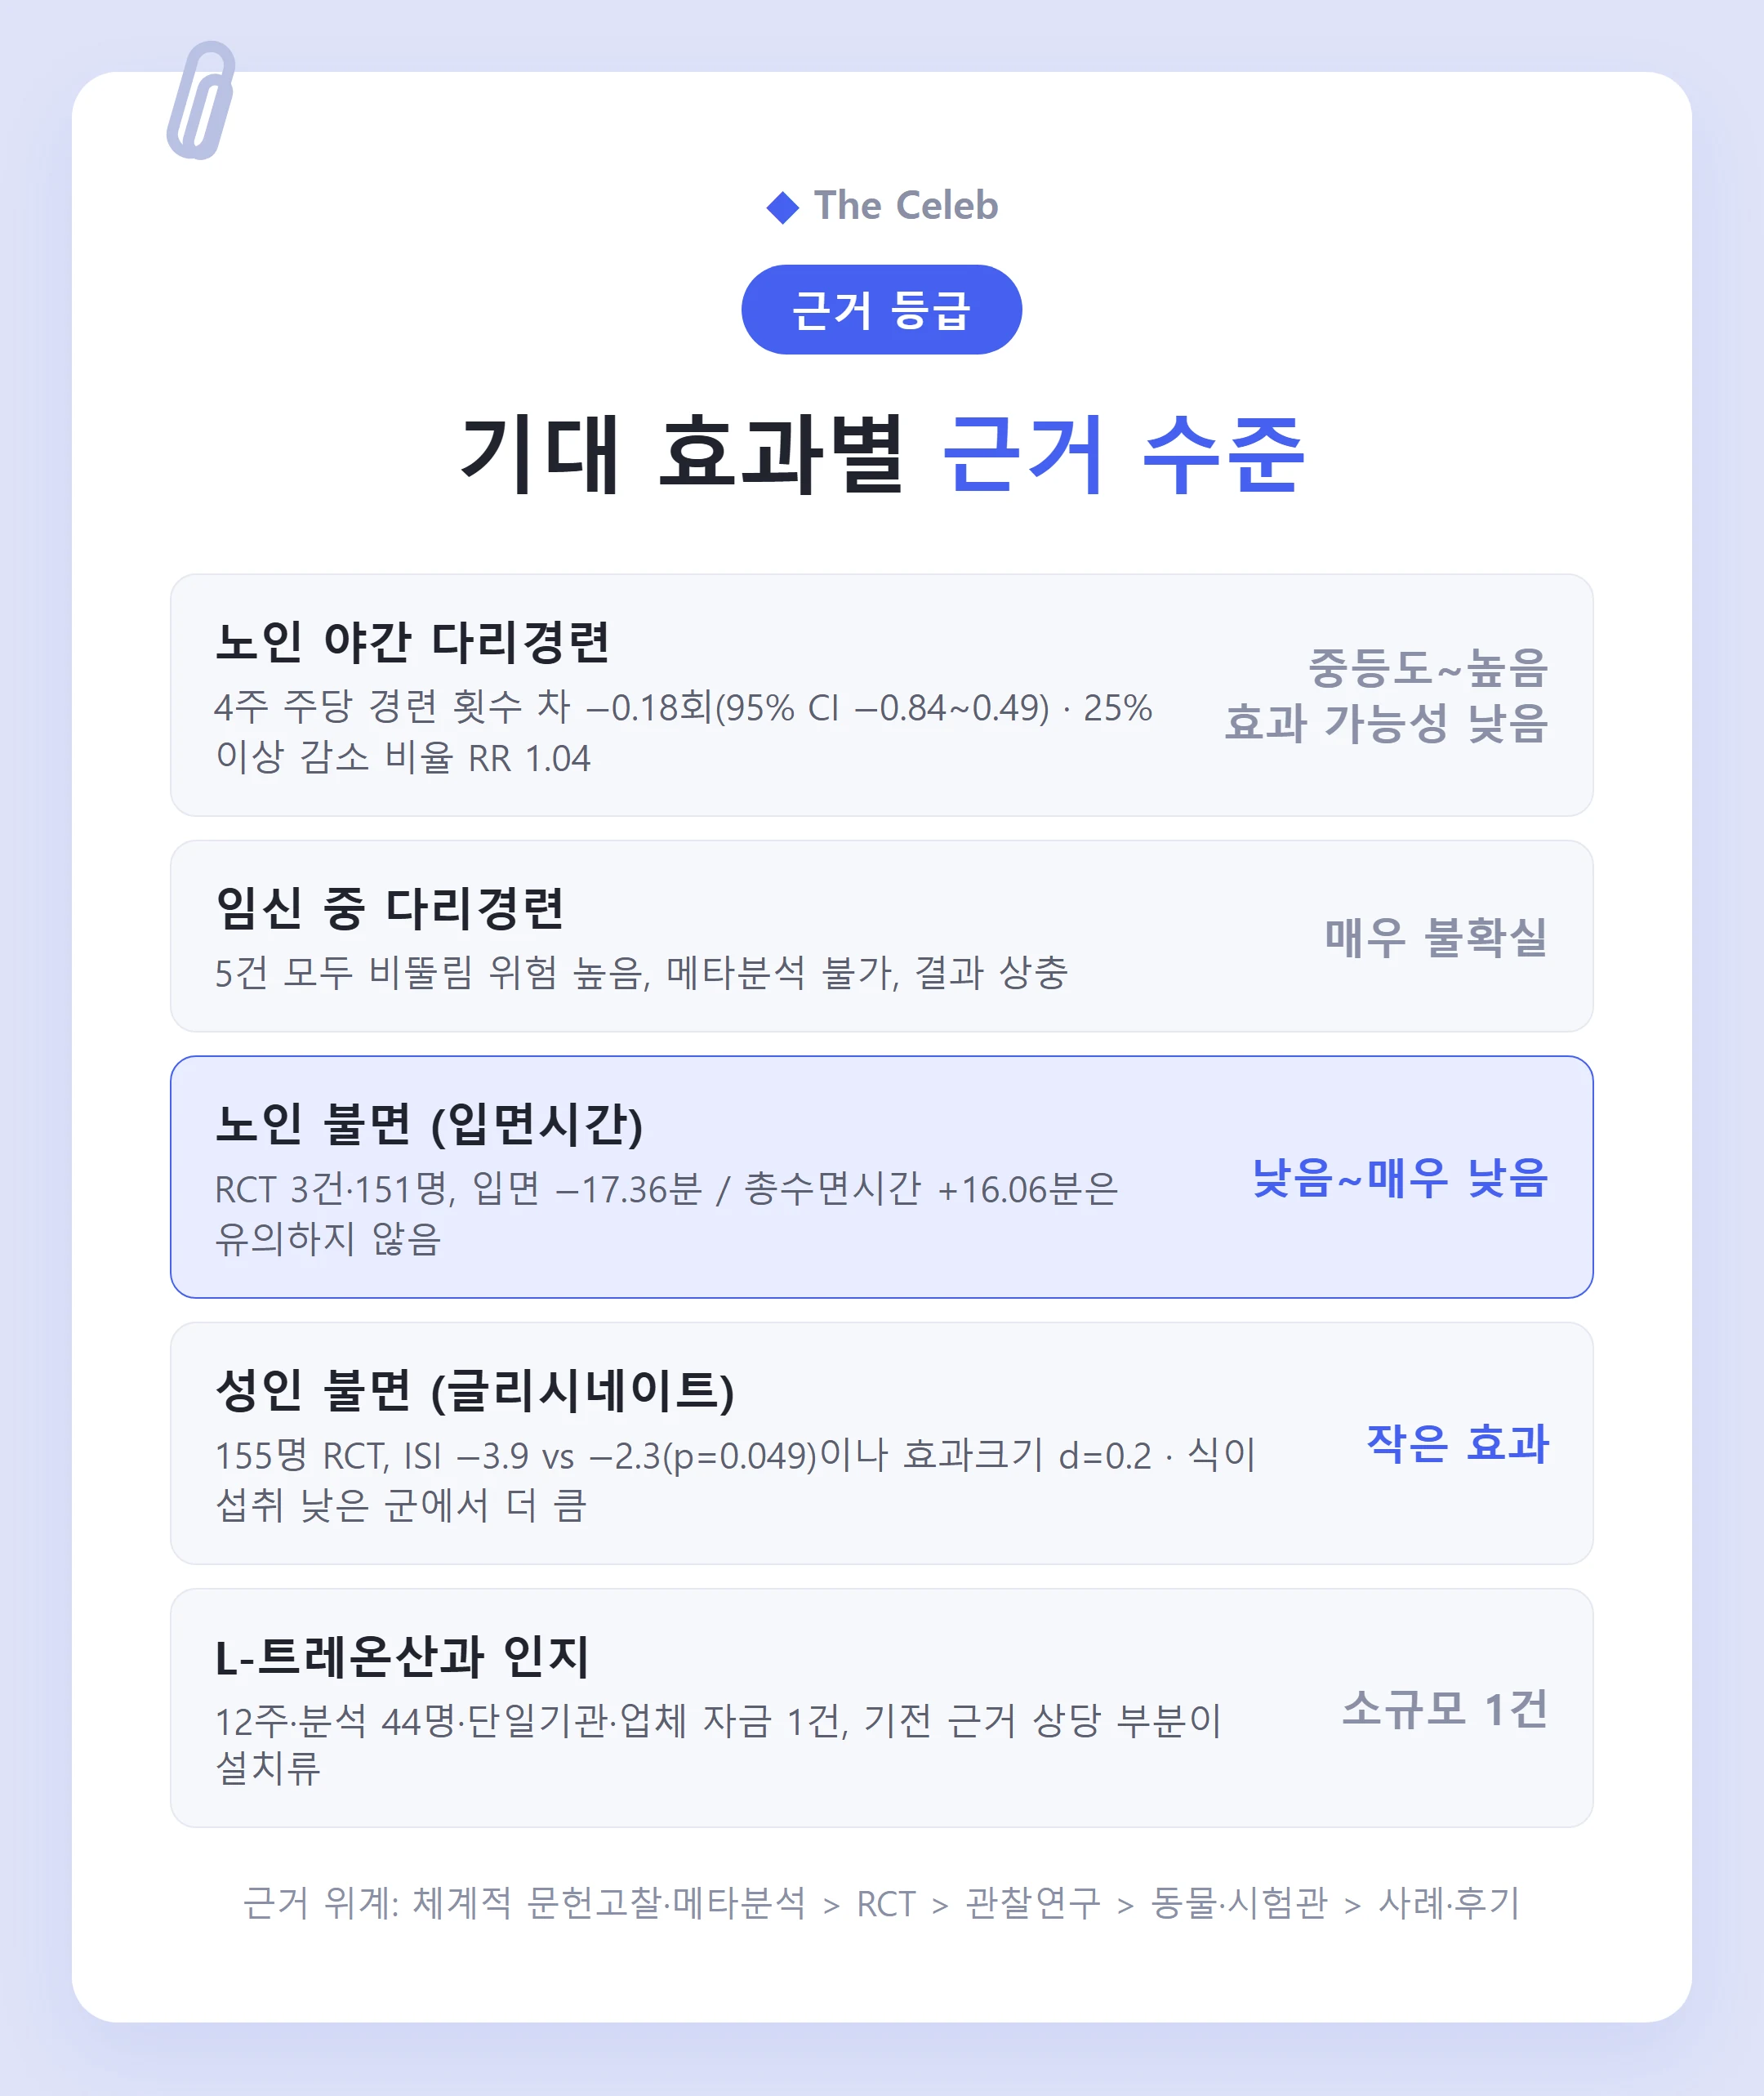 The Celeb
근거 등급
기대 효과별 근거 수준
노인 야간 다리경련
4주 주당 경련 횟수 차 −0.18회(95% CI −0.84~0.49) · 25%
이상 감소 비율 RR 1.04
중등도~높음
효과 가능성 낮음
임신 중 다리경련
5건 모두 비뚤림 위험 높음, 메타분석 불가, 결과 상충
매우 불확실
노인 불면 (입면시간)
RCT 3건·151명, 입면 −17.36분 / 총수면시간 +16.06분은
유의하지 않음
낮음~매우 낮음
성인 불면 (글리시네이트)
155명 RCT, ISI −3.9 vs −2.3(p=0.049)이나 효과크기 d=0.2 · 식이
섭취 낮은 군에서 더 큼
작은 효과
L-트레온산과 인지
12주·분석 44명·단일기관·업체 자금 1건, 기전 근거 상당 부분이
설치류
소규모 1건
근거 위계: 체계적 문헌고찰·메타분석 > RCT > 관찰연구 > 동물·시험관 > 사례·후기